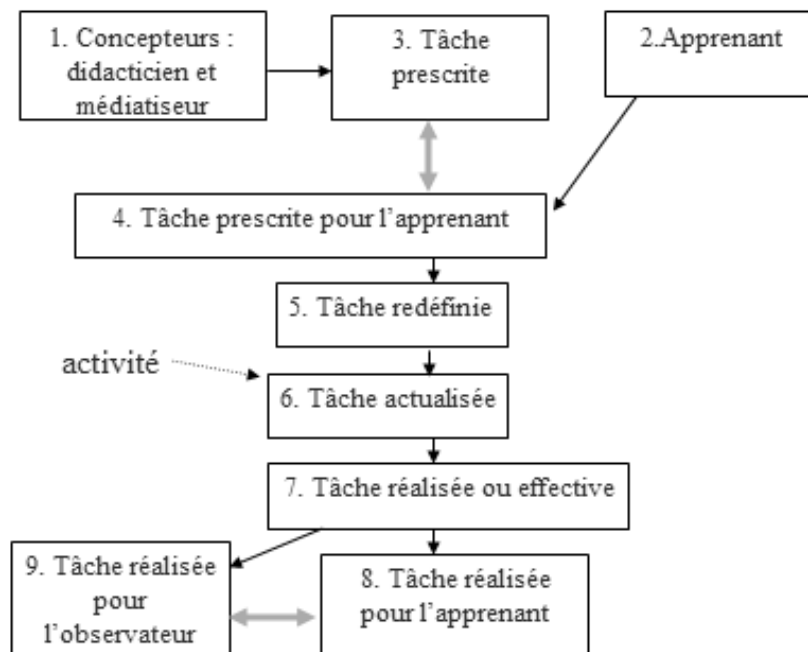 1. Concepteurs :
didacticien et
médiatiseur
3. Tâche
prescrite
2.Apprenant
4. Tâche prescrite pour l'apprenant
5. Tâche redéfinie
activité
6. Tâche actualisée
7. Tâche réalisée ou effective
9. Tâche réalisée
pour
l'observateur
8. Tâche réalisée
pour l'apprenant